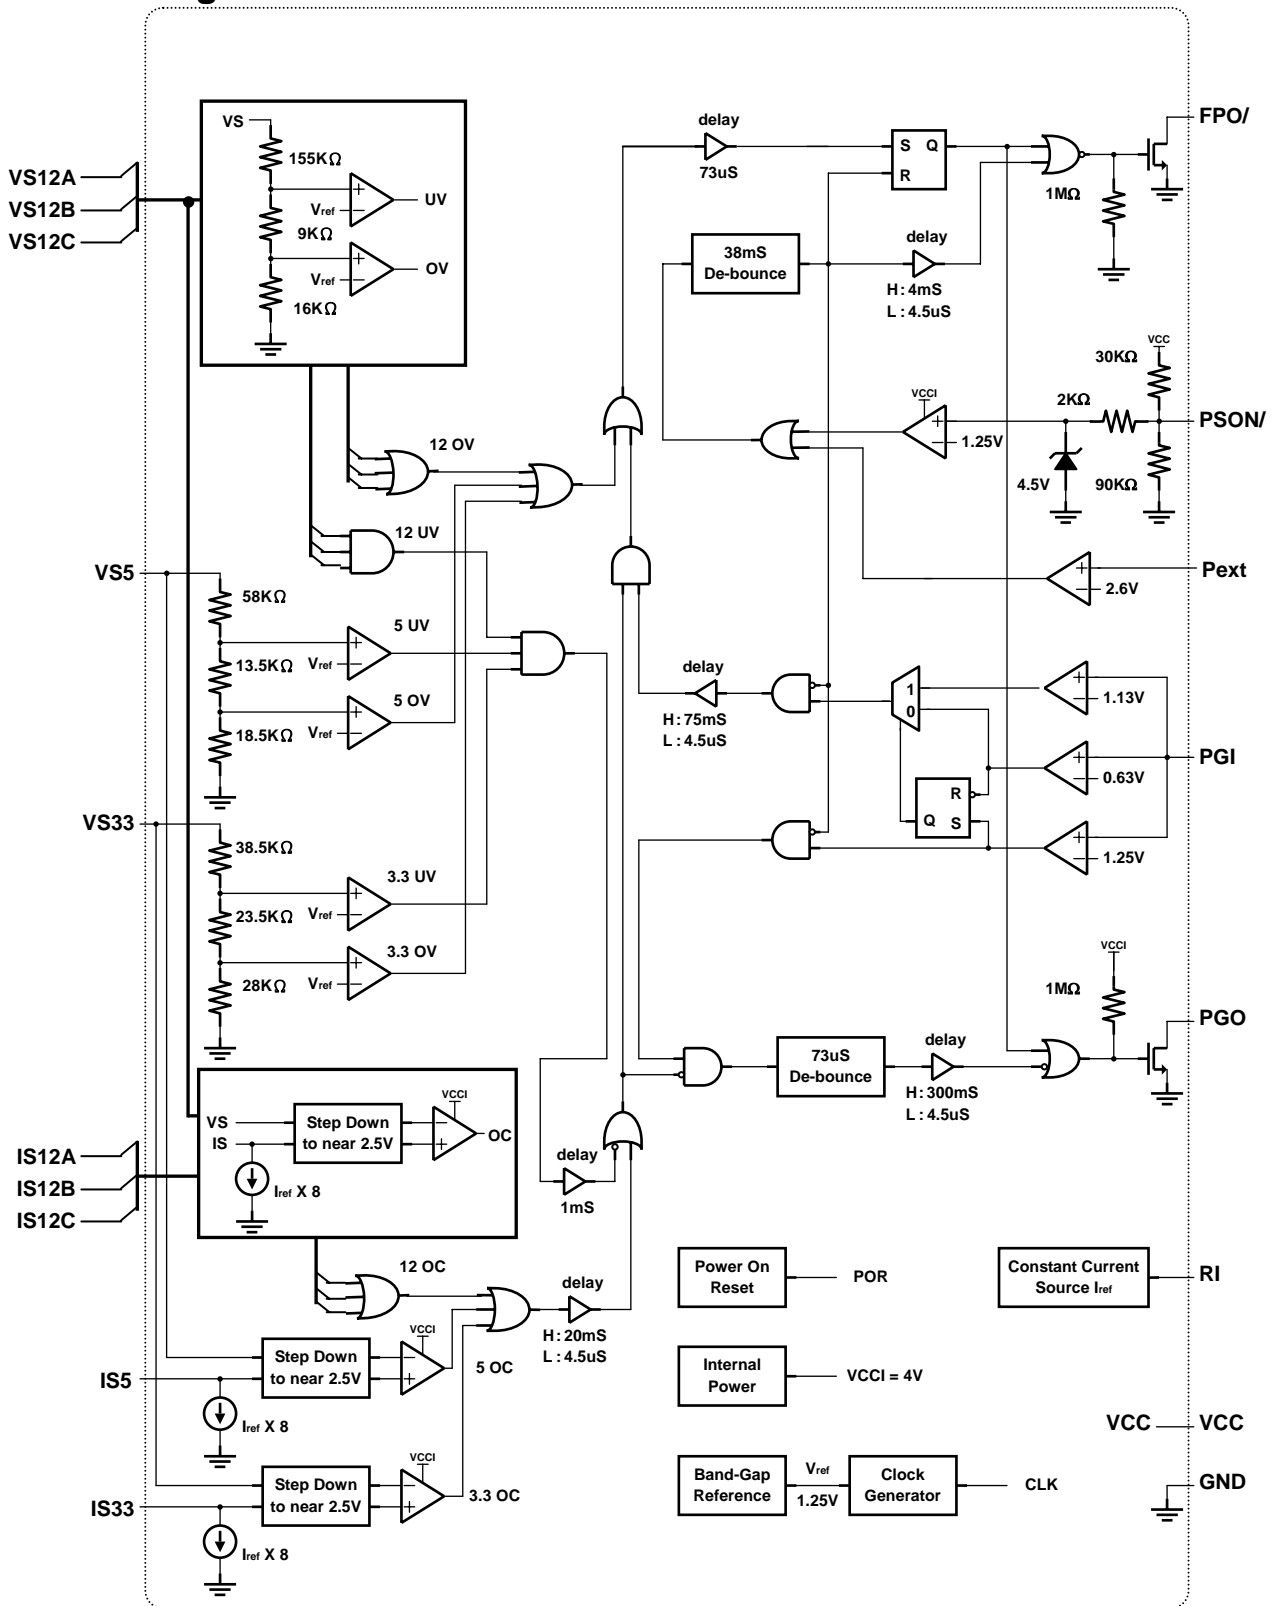 g
FPO/
delay
VS
S Q
155KΩ
73uS
R
VS12A
+
UV
VS12B
Vref −
1MΩ
9KΩ
VS12C
+
OV
38mS
De-bounce
delay
Vref −
H : 4mS
L : 4.5uS
16KΩ
VCC
30KΩ
VCCI
2KΩ
+
− 1.25V
PSON/
12 OV
4.5V
90KΩ
12 UV
VS5
+
− 2.6V
Pext
58KΩ
5 UV
+
Vref −
13.5KΩ
delay
1
0
+
− 1.13V
5 OV
+
Vref −
H : 75mS
L : 4.5uS
18.5KΩ
PGI
+
− 0.63V
R
Q S
VS33
38.5KΩ
+
− 1.25V
3.3 UV
+
Vref −
23.5KΩ
3.3 OV
+
Vref −
VCCI
28KΩ
1MΩ
PGO
73uS
De-bounce
delay
H : 300mS
L : 4.5uS
VCCI
VS
IS
Step Down
to near 2.5V
−
+
OC
IS12A
IS12B
IS12C
Iref X 8
delay
1mS
12 OC
Power On
Reset
POR
Constant Current
Source Iref
RI
delay
H : 20mS
L : 4.5uS
VCCI
Step Down
to near 2.5V
−
+
5 OC
IS5
Internal
Power
VCCI = 4V
Iref X 8
VCC
VCC
VCCI
Step Down
to near 2.5V
−
+
3.3 OC
IS33
Band-Gap
Reference
Vref
1.25V
Clock
Generator
CLK
GND
Iref X 8